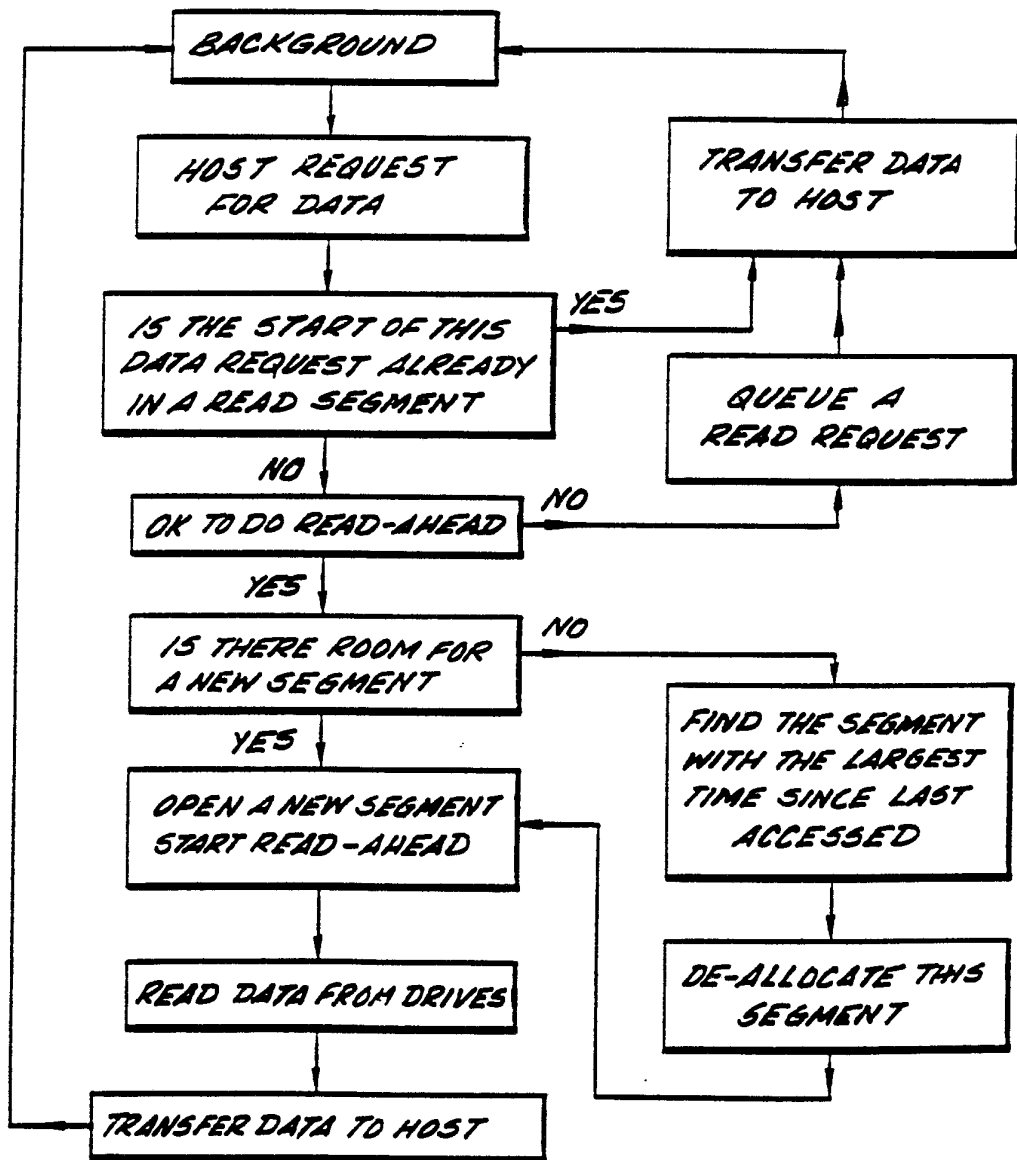 BACKGROUND
HOST REQUEST
FOR DATA
TRANSFER DATA
TO HOST
IS THE START OF THIS
DATA REQUEST ALREADY
IN A READ SEGMENT
YES
QUEUE A
READ REQUEST
NO
OK TO DO READ-AHEAD
NO
YES
IS THERE ROOM FOR
A NEW SEGMENT
NO
YES
FIND THE SEGMENT
WITH THE LARGEST
TIME SINCE LAST
ACCESSED
OPEN A NEW SEGMENT
START READ-AHEAD
READ DATA FROM DRIVES
DE-ALLOCATE THIS
SEGMENT
TRANSFER DATA TO HOST